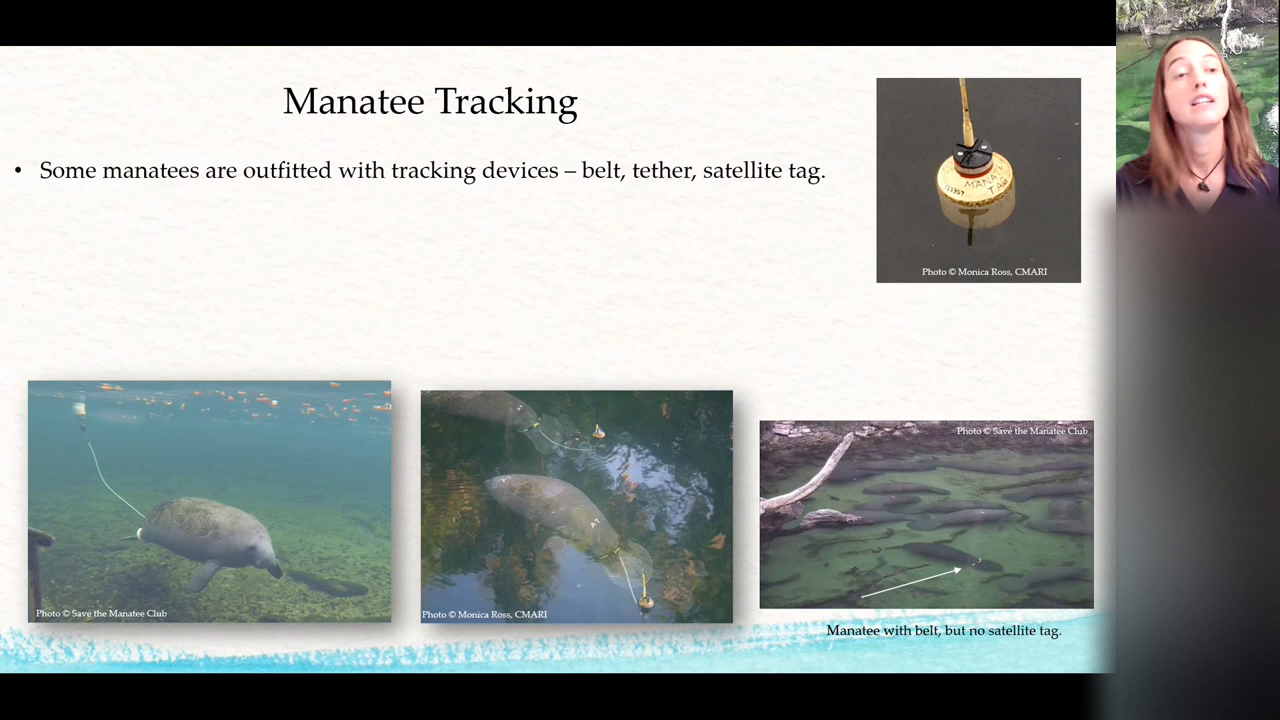 Manatee Tracking
• Some manatees are outfitted with tracking devices – belt, tether, satellite tag.
MANA
TAG
Photo © Monica Ross, CMARI
Photo © Save the Manatee Club
Photo © Monica Ross, CMARI
Photo © Save the Manatee Club
Manatee with belt, but no satellite tag.